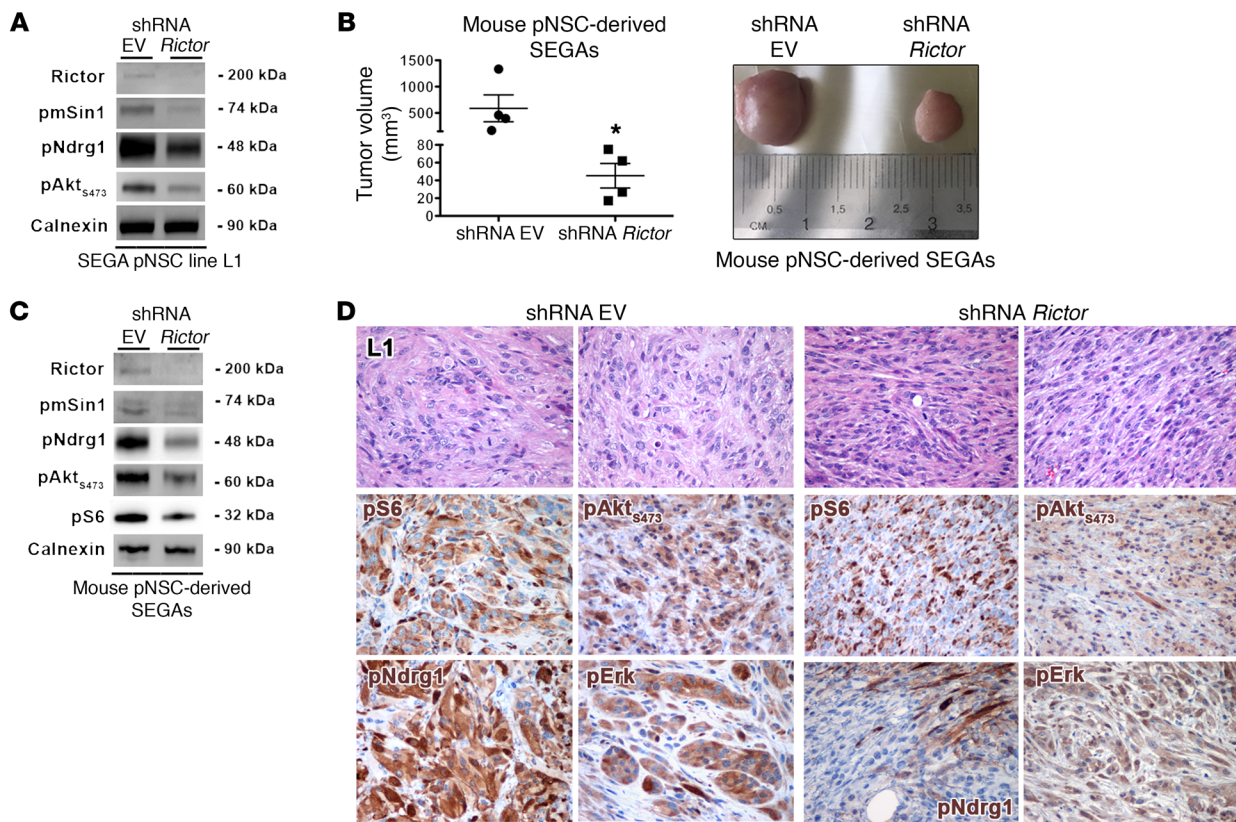 A
shRNA
EV Rictor
Rictor - 200 kDa
pmSin1 - 74 kDa
pNdrg1 - 48 kDa
pAktS473 - 60 kDa
Calnexin - 90 kDa
SEGA pNSC line L1
B
Mouse pNSC-derived
SEGAs
Tumor volume
(mm3)
1500
1000
500
80
60
40
20
0
*
shRNA EV shRNA Rictor
shRNA
EV
shRNA
Rictor
0,5 1,5 2,5 3,5
CM. 1 2 3
Mouse pNSC-derived SEGAs
C
shRNA
EV Rictor
Rictor - 200 kDa
pmSin1 - 74 kDa
pNdrg1 - 48 kDa
pAktS473 - 60 kDa
pS6 - 32 kDa
Calnexin - 90 kDa
Mouse pNSC-derived
SEGAs
D
shRNA EV shRNA Rictor
L1
pS6 pAktS473 pS6 pAktS473
pNdrg1 pErk pNdrg1 pErk